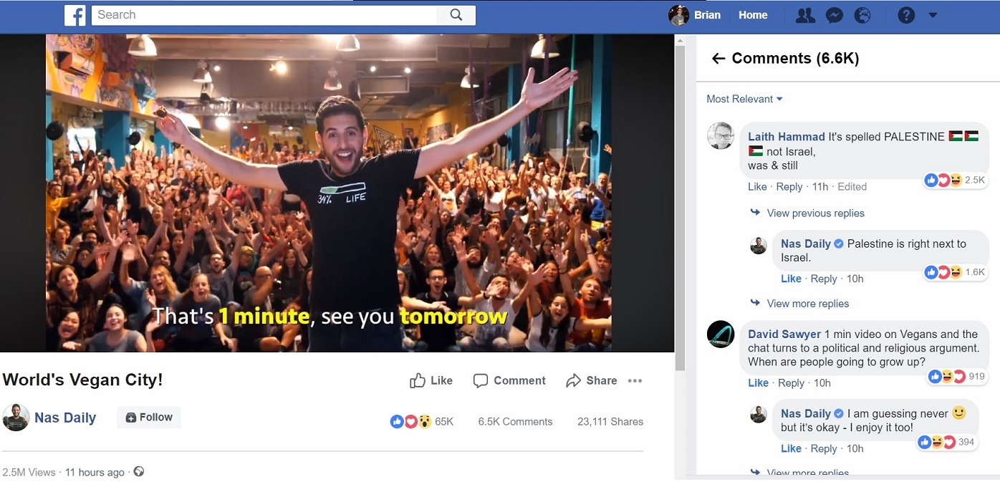 f
Search
Brian
Home
34%
LIFE
That's 1 minute, see you tomorrow
World's Vegan City!
Like
Comment
Share
Nas Daily
Follow
65K
6.5K Comments
23,111 Shares
2.5M Views · 11 hours ago ·
Comments (6.6K)
Most Relevant
Laith Hammad It's spelled PALESTINE 🇵🇸🇵🇸
🇵🇸 not Israel,
was & still
2.5K
Like · Reply · 11h · Edited
View previous replies
Nas Daily Palestine is right next to
Israel.
1.6K
Like · Reply · 10h
View more replies
David Sawyer 1 min video on Vegans and the
chat turns to a political and religious argument.
When are people going to grow up?
919
Like · Reply · 10h
Nas Daily I am guessing never 🙂
but it's okay - I enjoy it too!
394
Like · Reply · 10h
View more replies